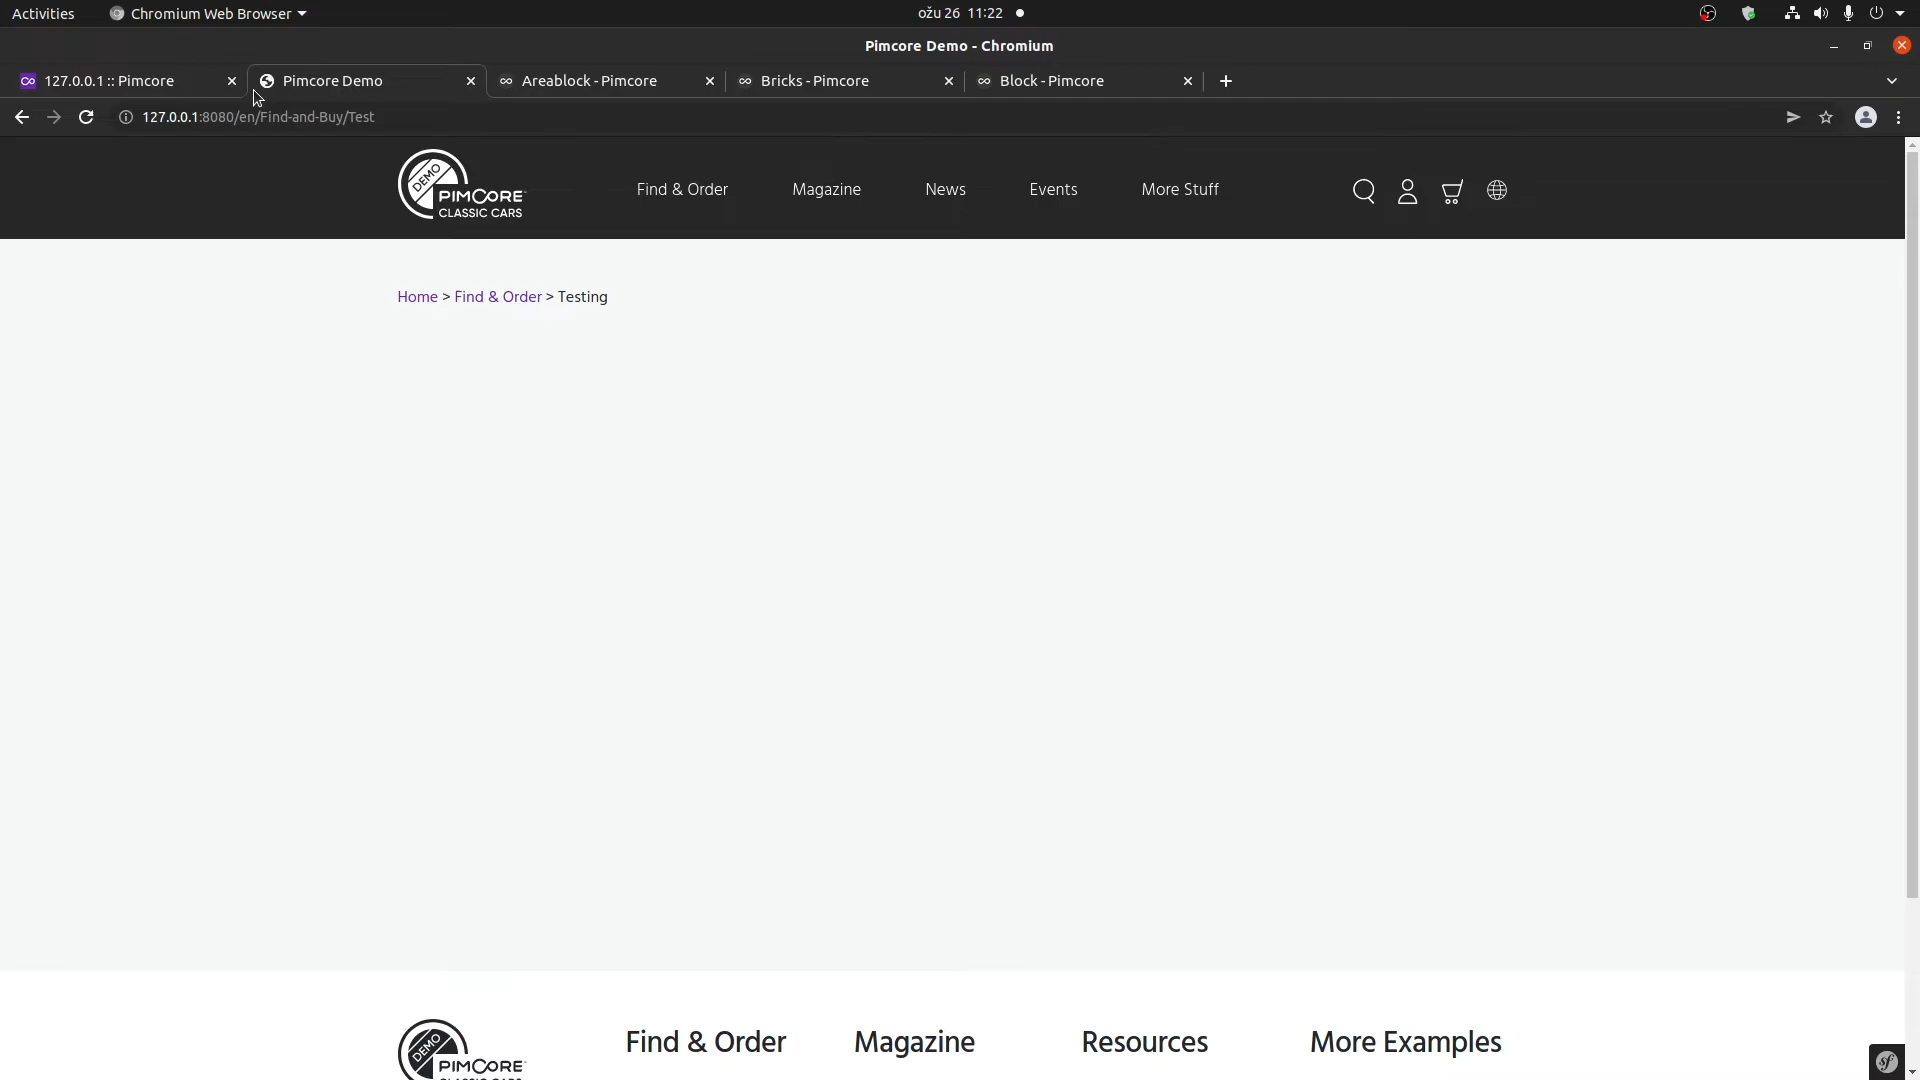 Activities
Chromium Web Browser
ožu 26 11:22
Pimcore Demo - Chromium
127.0.0.1 :: Pimcore
Pimcore Demo
Areablock - Pimcore
Bricks - Pimcore
Block - Pimcore
127.0.0.1:8080/en/Find-and-Buy/Test
DEMO
PIMCORE
CLASSIC CARS
Find & Order
Magazine
News
Events
More Stuff
Home > Find & Order > Testing
DEMO
PIMCORE
CLASSIC CARS
Find & Order
Magazine
Resources
More Examples
sf